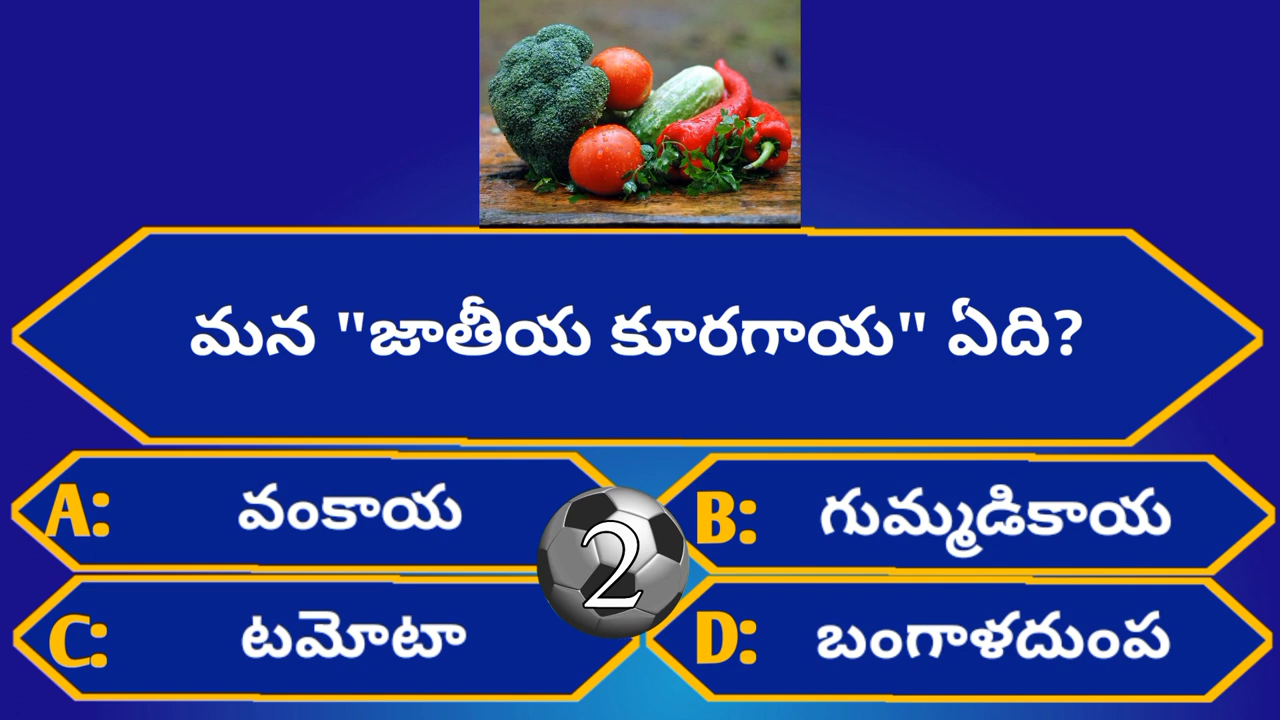 మన "జాతీయ కూరగాయ" ఏది?
A: వంకాయ
B: గుమ్మడికాయ
2
C: టమోటా
D: బంగాళదుంప